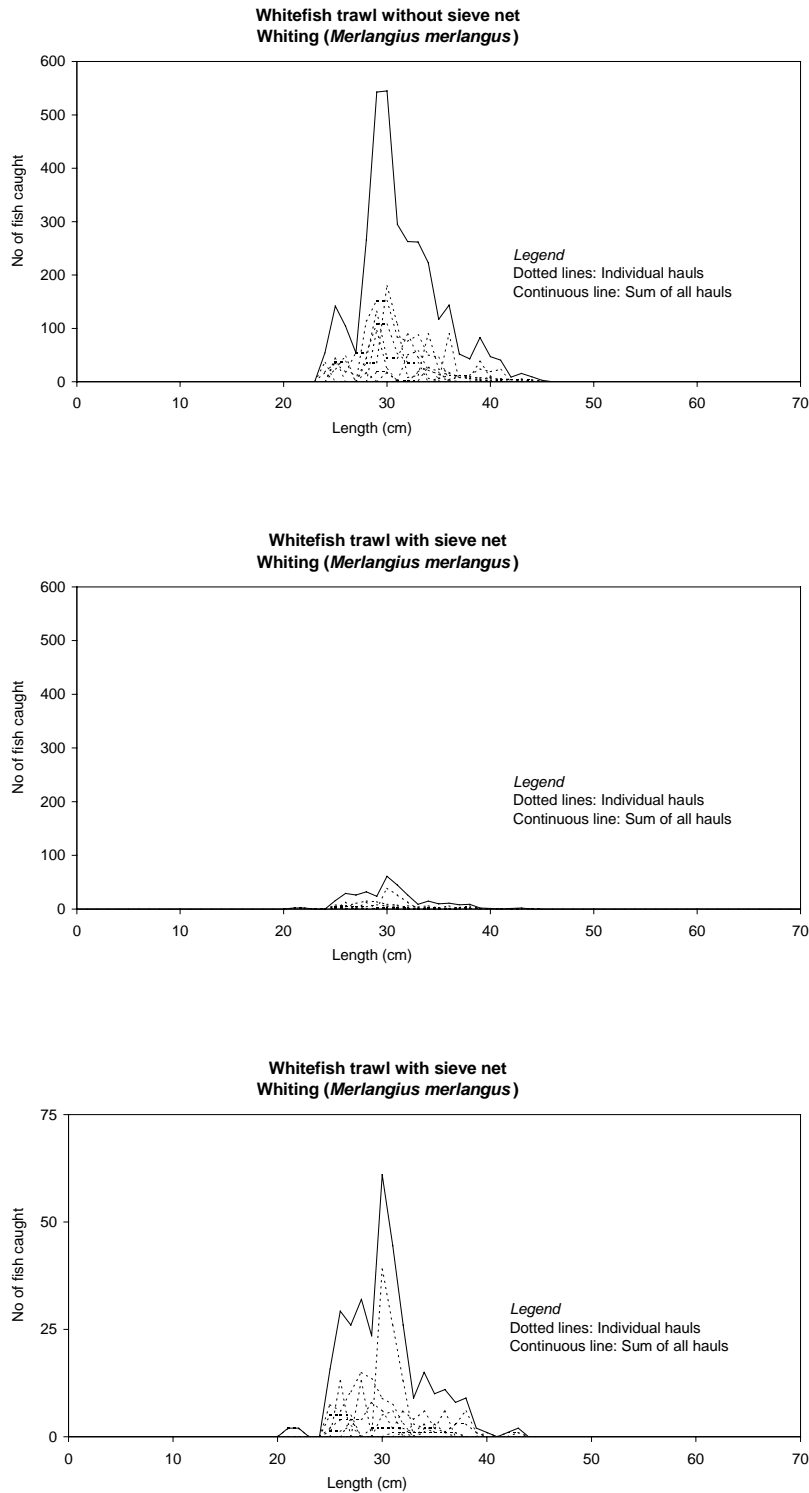 Whitefish trawl without sieve net
Whiting (Merlangius merlangus)
600
500
400
300
200
100
0
No of fish caught
Legend
Dotted lines: Individual hauls
Continuous line: Sum of all hauls
0 10 20 30 40 50 60 70
Length (cm)
Whitefish trawl with sieve net
Whiting (Merlangius merlangus)
600
500
400
300
200
100
0
No of fish caught
Legend
Dotted lines: Individual hauls
Continuous line: Sum of all hauls
0 10 20 30 40 50 60 70
Length (cm)
Whitefish trawl with sieve net
Whiting (Merlangius merlangus)
75
50
25
0
No of fish caught
Legend
Dotted lines: Individual hauls
Continuous line: Sum of all hauls
0 10 20 30 40 50 60 70
Length (cm)